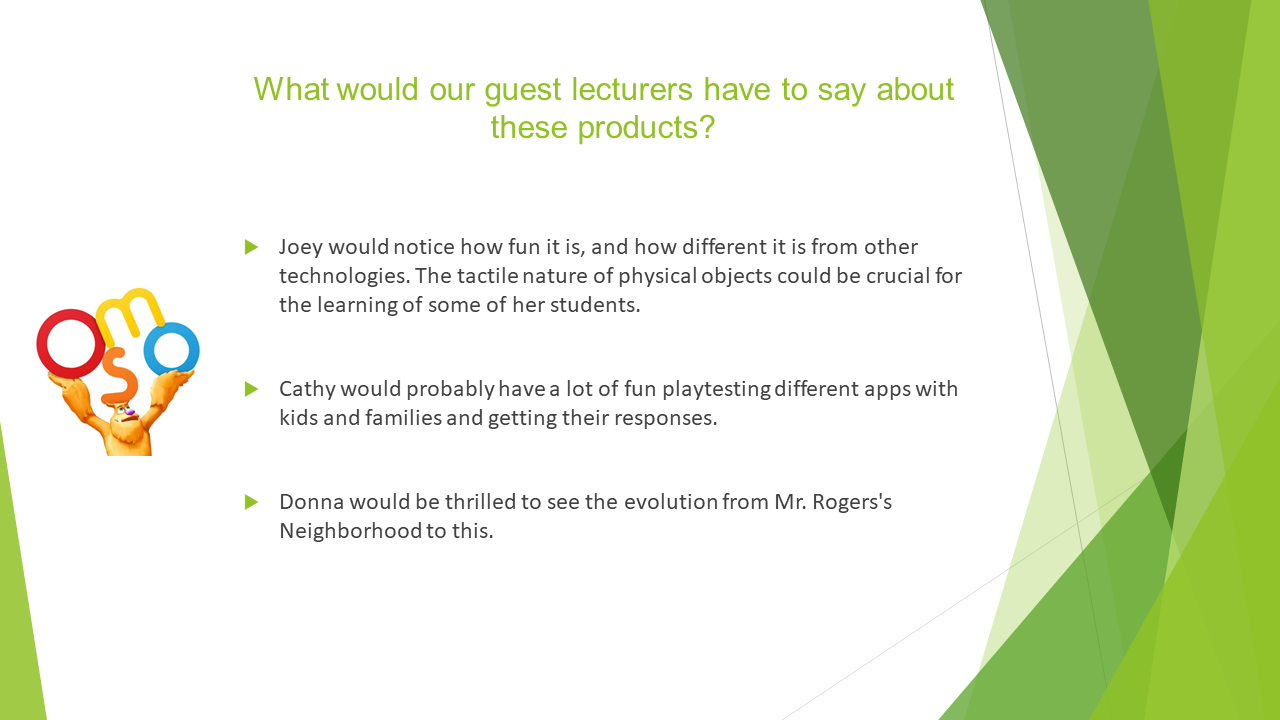 What would our guest lecturers have to say about
these products?
Joey would notice how fun it is, and how different it is from other
technologies. The tactile nature of physical objects could be crucial for
the learning of some of her students.
osmo
Cathy would probably have a lot of fun playtesting different apps with
kids and families and getting their responses.
Donna would be thrilled to see the evolution from Mr. Rogers's
Neighborhood to this.